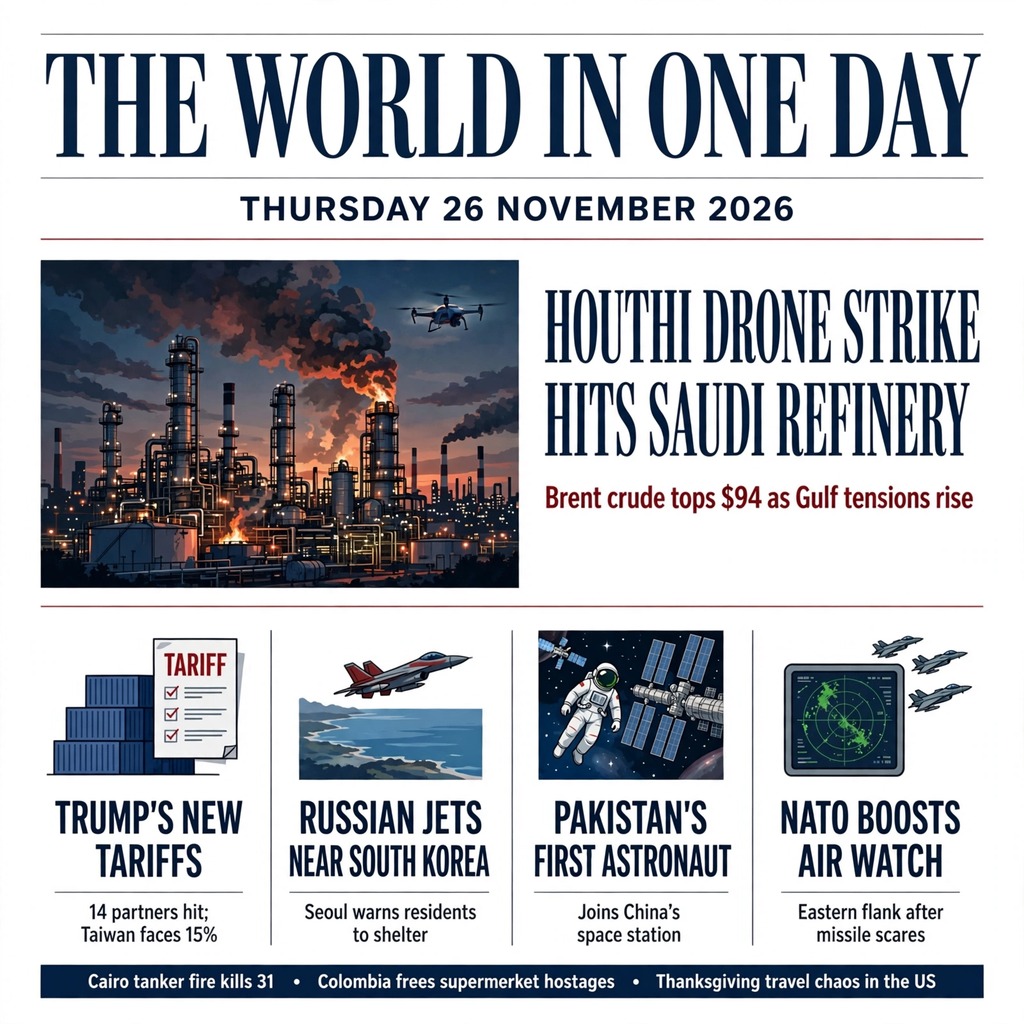 THE WORLD IN ONE DAY
THURSDAY 26 NOVEMBER 2026
HOUTHI DRONE STRIKE
HITS SAUDI REFINERY
Brent crude tops $94 as Gulf tensions rise
TARIFF
TRUMP'S NEW
TARIFFS
14 partners hit;
Taiwan faces 15%
RUSSIAN JETS
NEAR SOUTH KOREA
Seoul warns residents
to shelter
PAKISTAN'S
FIRST ASTRONAUT
Joins China's
space station
NATO BOOSTS
AIR WATCH
Eastern flank after
missile scares
Cairo tanker fire kills 31 • Colombia frees supermarket hostages • Thanksgiving travel chaos in the US